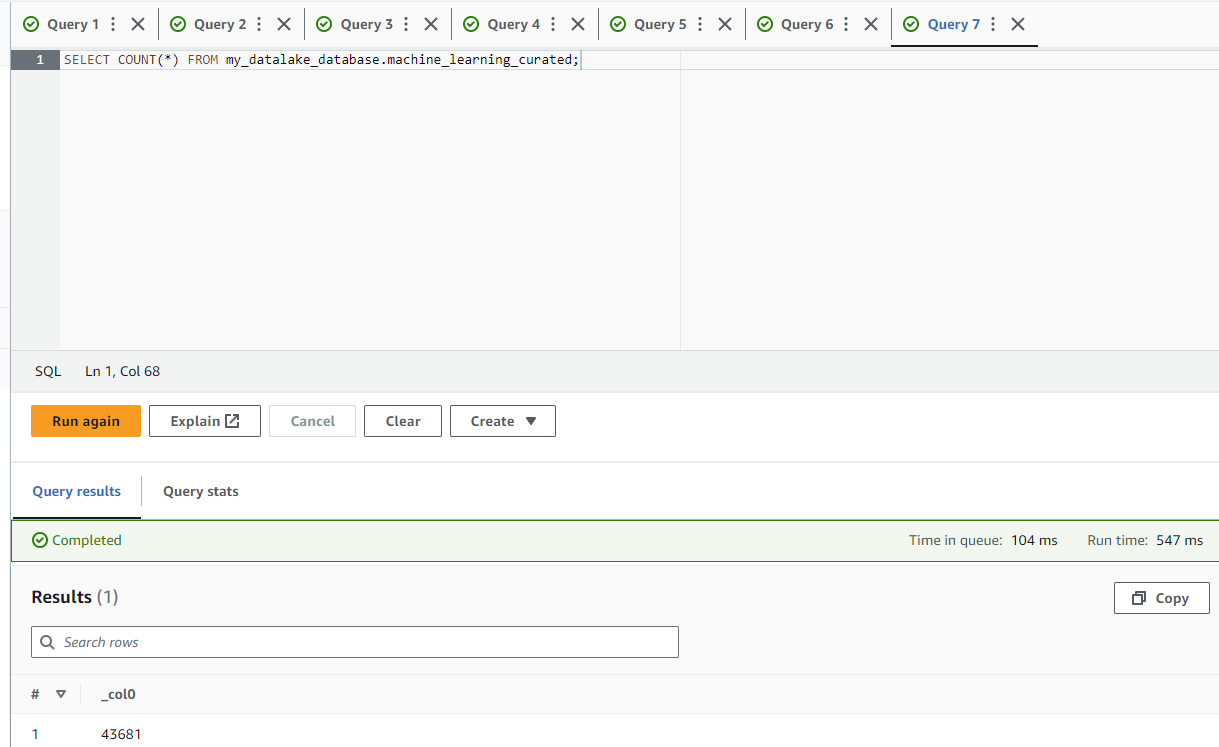 Query 1 Query 2 Query 3 Query 4 Query 5 Query 6 Query 7
1 SELECT COUNT(*) FROM my_datalake_database.machine_learning_curated;
SQL Ln 1, Col 68
Run again Explain Cancel Clear Create
Query results Query stats
Completed Time in queue: 104 ms Run time: 547 ms
Results (1) Copy
Search rows
# _col0
1 43681